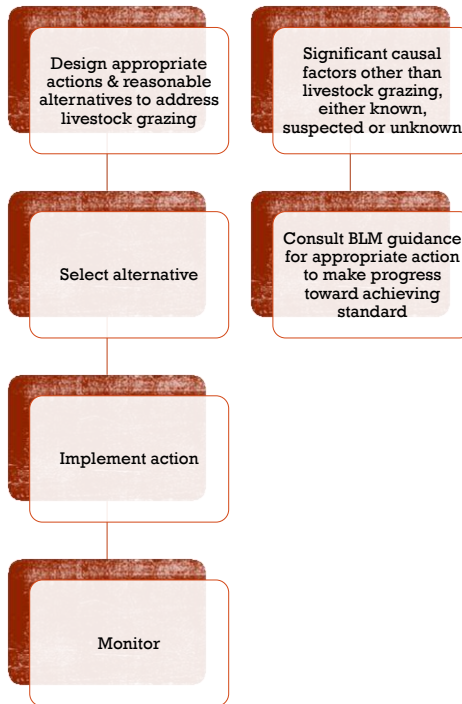 Design appropriate
actions & reasonable
alternatives to address
livestock grazing
Select alternative
Implement action
Monitor
Significant causal
factors other than
livestock grazing,
either known,
suspected or unknown
Consult BLM guidance
for appropriate action
to make progress
toward achieving
standard